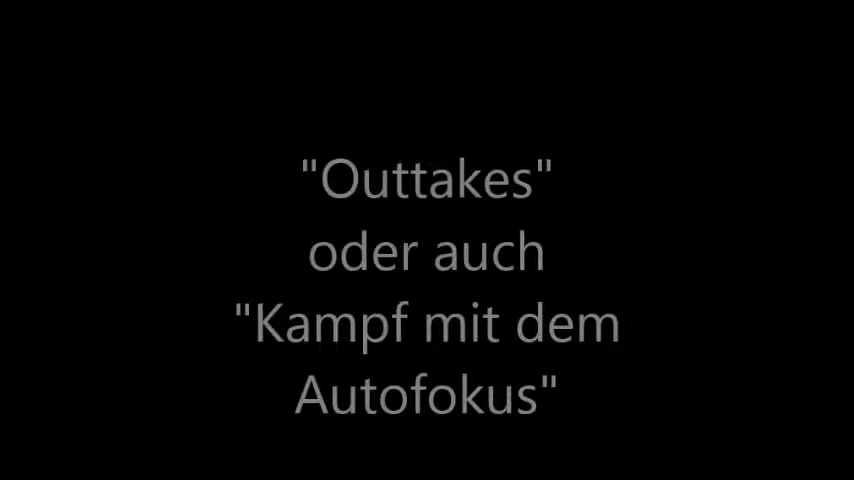 "Outtakes"
oder auch
"Kampf mit dem
Autofokus"